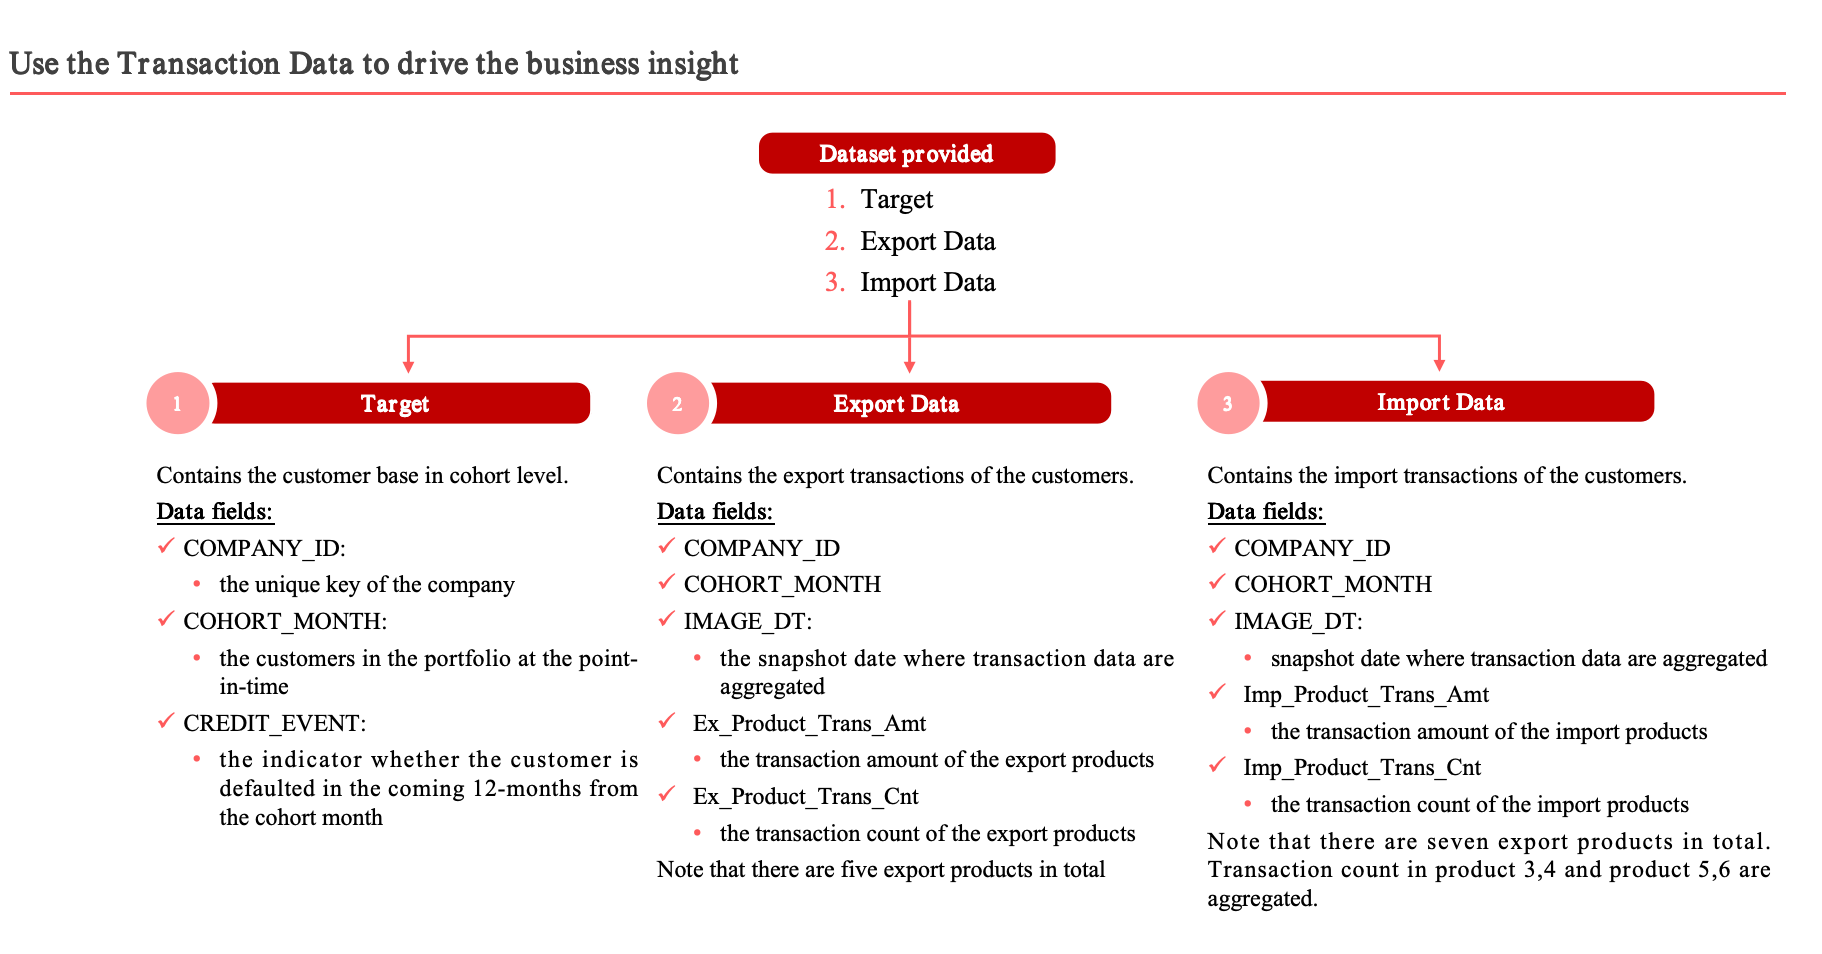 Use the Transaction Data to drive the business insight
Dataset provided
1. Target
2. Export Data
3. Import Data
1
Target
Contains the customer base in cohort level.
Data fields:
✓ COMPANY_ID:
• the unique key of the company
✓ COHORT_MONTH:
• the customers in the portfolio at the point-
in-time
✓ CREDIT_EVENT:
• the indicator whether the customer is
defaulted in the coming 12-months from
the cohort month
2
Export Data
Contains the export transactions of the customers.
Data fields:
✓ COMPANY_ID
✓ COHORT_MONTH
✓ IMAGE_DT:
• the snapshot date where transaction data are
aggregated
✓ Ex_Product_Trans_Amt
• the transaction amount of the export products
✓ Ex_Product_Trans_Cnt
• the transaction count of the export products
Note that there are five export products in total
3
Import Data
Contains the import transactions of the customers.
Data fields:
✓ COMPANY_ID
✓ COHORT_MONTH
✓ IMAGE_DT:
• snapshot date where transaction data are aggregated
✓ Imp_Product_Trans_Amt
• the transaction amount of the import products
✓ Imp_Product_Trans_Cnt
• the transaction count of the import products
Note that there are seven export products in total.
Transaction count in product 3,4 and product 5,6 are
aggregated.